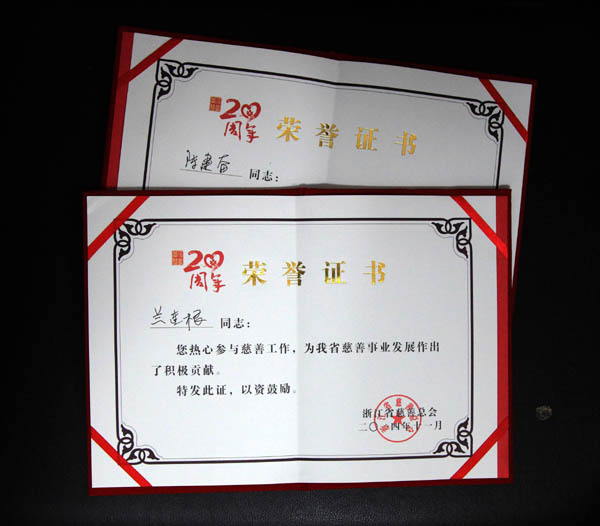 20周年 荣誉证书
陈建奋 同志：
20周年 荣誉证书
兰连根 同志：
您热心参与慈善工作，为我省慈善事业发展作出
了积极贡献。
特发此证，以资鼓励。
浙江省慈善总会
二〇一四年十一月